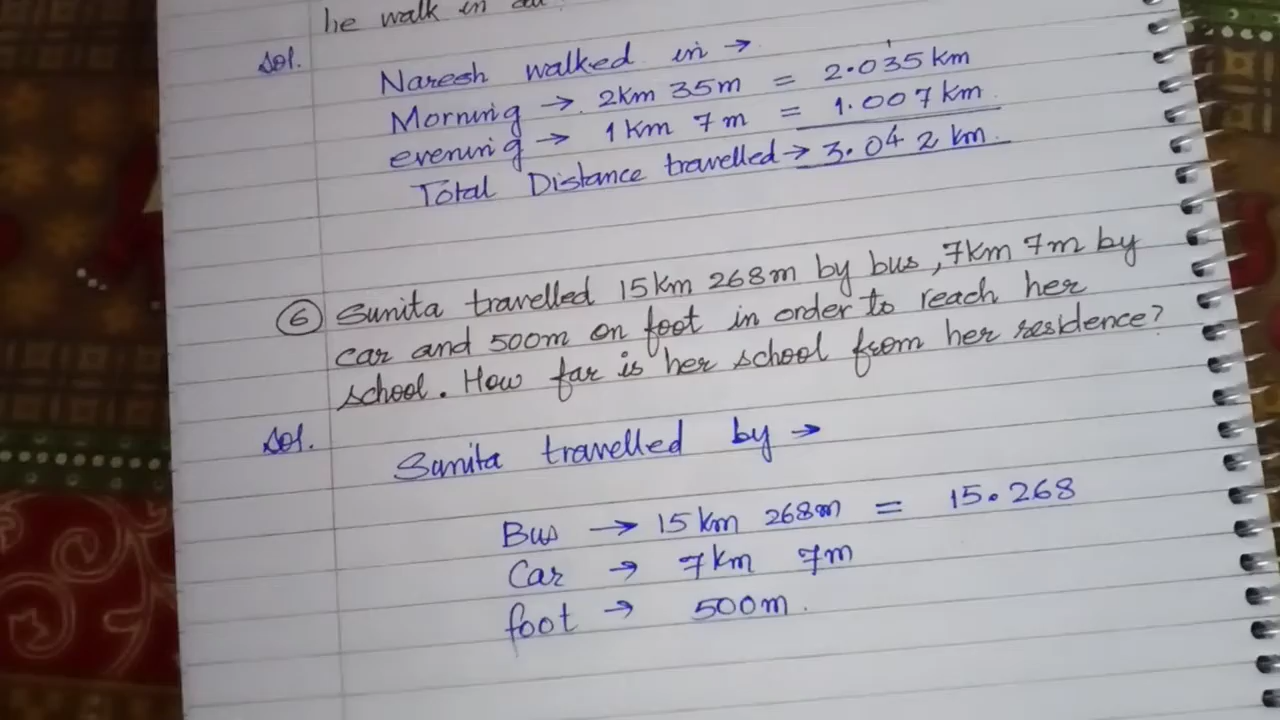 he walk in all
Sol.
Naresh walked in →
Morning → 2km 35m = 2.035 km
evening → 1km 7m = 1.007 km
Total Distance travelled → 3.042 km.
⑥ Sunita travelled 15km 268m by bus, 7km 7m by
car and 500m on foot in order to reach her
school. How far is her school from her residence?
Sol.
Sunita travelled by →
Bus → 15 km 268m = 15.268
Car → 7km 7m
foot → 500m.